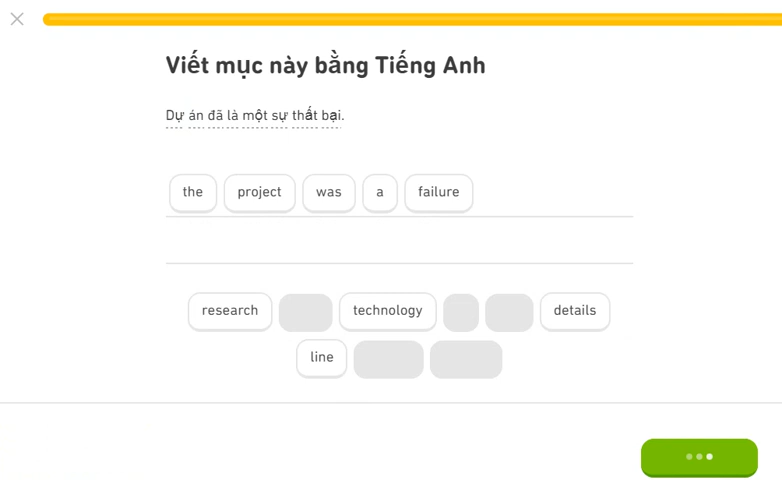 Viết mục này bằng Tiếng Anh
Dự án đã là một sự thất bại.
the project was a failure
research technology details
line